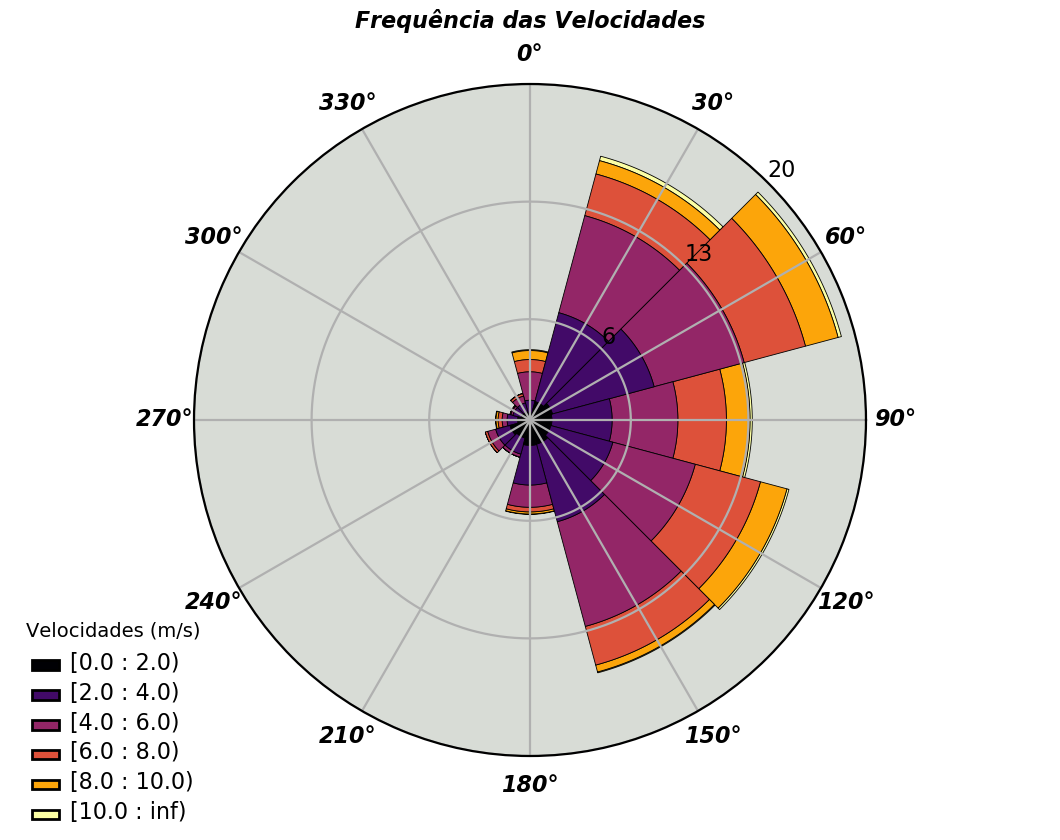 Frequência das Velocidades
0°
330°
30°
20
300°
60°
13
6
270°
90°
240°
120°
210°
150°
180°
Velocidades (m/s)
[0.0 : 2.0)
[2.0 : 4.0)
[4.0 : 6.0)
[6.0 : 8.0)
[8.0 : 10.0)
[10.0 : inf)